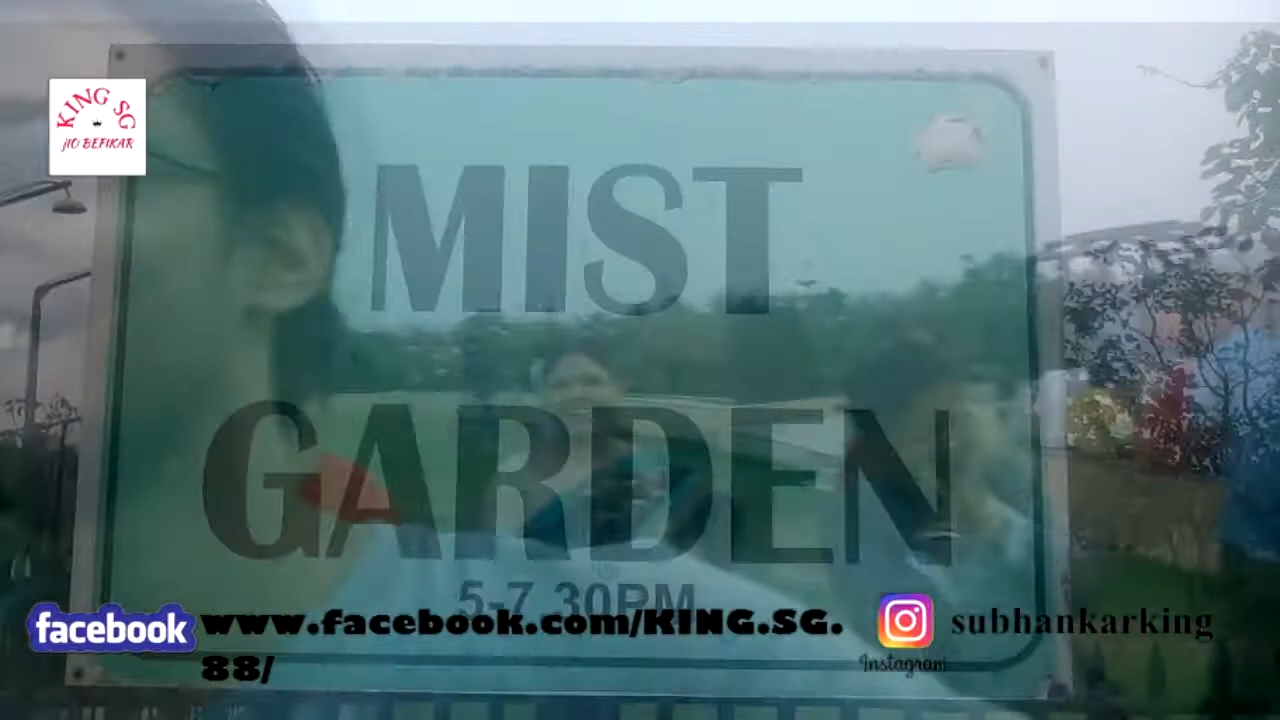 KING SG
jIO BEFIKAR
MIST
GARDEN
5-7.30PM
facebook
www.facebook.com/KING.SG.
88/
Instagram
subhankarking